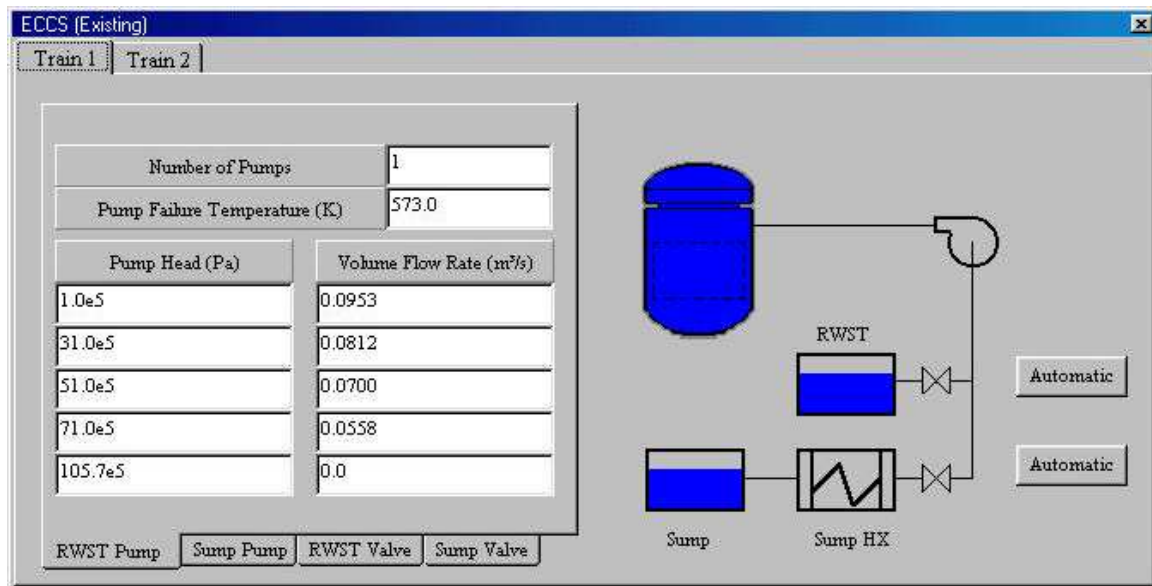 ECCS (Existing)
Train 1 Train 2
Number of Pumps 1
Pump Failure Temperature (K) 573.0
Pump Head (Pa) Volume Flow Rate (m³/s)
1.0e5 0.0953
31.0e5 0.0812
51.0e5 0.0700
71.0e5 0.0558
105.7e5 0.0
RWST Pump Sump Pump RWST Valve Sump Valve
RWST
Automatic
Automatic
Sump Sump HX